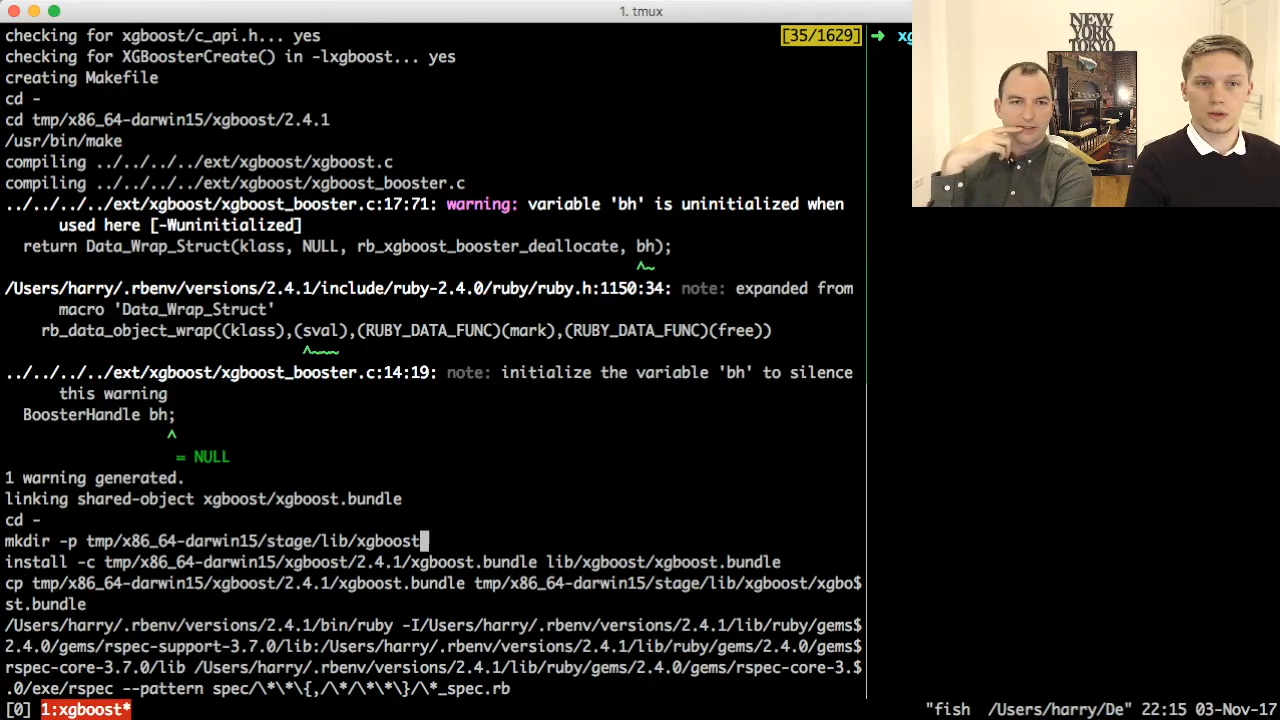 1. tmux
checking for xgboost/c_api.h... yes
[35/1629]
➜ xg
checking for XGBoosterCreate() in -lxgboost... yes
creating Makefile
cd -
cd tmp/x86_64-darwin15/xgboost/2.4.1
/usr/bin/make
compiling ../../../../ext/xgboost/xgboost.c
compiling ../../../../ext/xgboost/xgboost_booster.c
../../../../ext/xgboost/xgboost_booster.c:17:71: warning: variable 'bh' is uninitialized when
used here [-Wuninitialized]
return Data_Wrap_Struct(klass, NULL, rb_xgboost_booster_deallocate, bh);
^~
/Users/harry/.rbenv/versions/2.4.1/include/ruby-2.4.0/ruby/ruby.h:1150:34: note: expanded from
macro 'Data_Wrap_Struct'
rb_data_object_wrap((klass),(sval),(RUBY_DATA_FUNC)(mark),(RUBY_DATA_FUNC)(free))
^~~~
../../../../ext/xgboost/xgboost_booster.c:14:19: note: initialize the variable 'bh' to silence
this warning
BoosterHandle bh;
^
= NULL
1 warning generated.
linking shared-object xgboost/xgboost.bundle
cd -
mkdir -p tmp/x86_64-darwin15/stage/lib/xgboost
install -c tmp/x86_64-darwin15/xgboost/2.4.1/xgboost.bundle lib/xgboost/xgboost.bundle
cp tmp/x86_64-darwin15/xgboost/2.4.1/xgboost.bundle tmp/x86_64-darwin15/stage/lib/xgboost/xgbo$
st.bundle
/Users/harry/.rbenv/versions/2.4.1/bin/ruby -I/Users/harry/.rbenv/versions/2.4.1/lib/ruby/gems$
2.4.0/gems/rspec-support-3.7.0/lib:/Users/harry/.rbenv/versions/2.4.1/lib/ruby/gems/2.4.0/gems$
rspec-core-3.7.0/lib /Users/harry/.rbenv/versions/2.4.1/lib/ruby/gems/2.4.0/gems/rspec-core-3.$
.0/exe/rspec --pattern spec/\*\*\{,/\*/\*\*\}/\*_spec.rb
[0] 1:xgboost*
"fish /Users/harry/De" 22:15 03-Nov-17
NEW
YORK
TOKYO